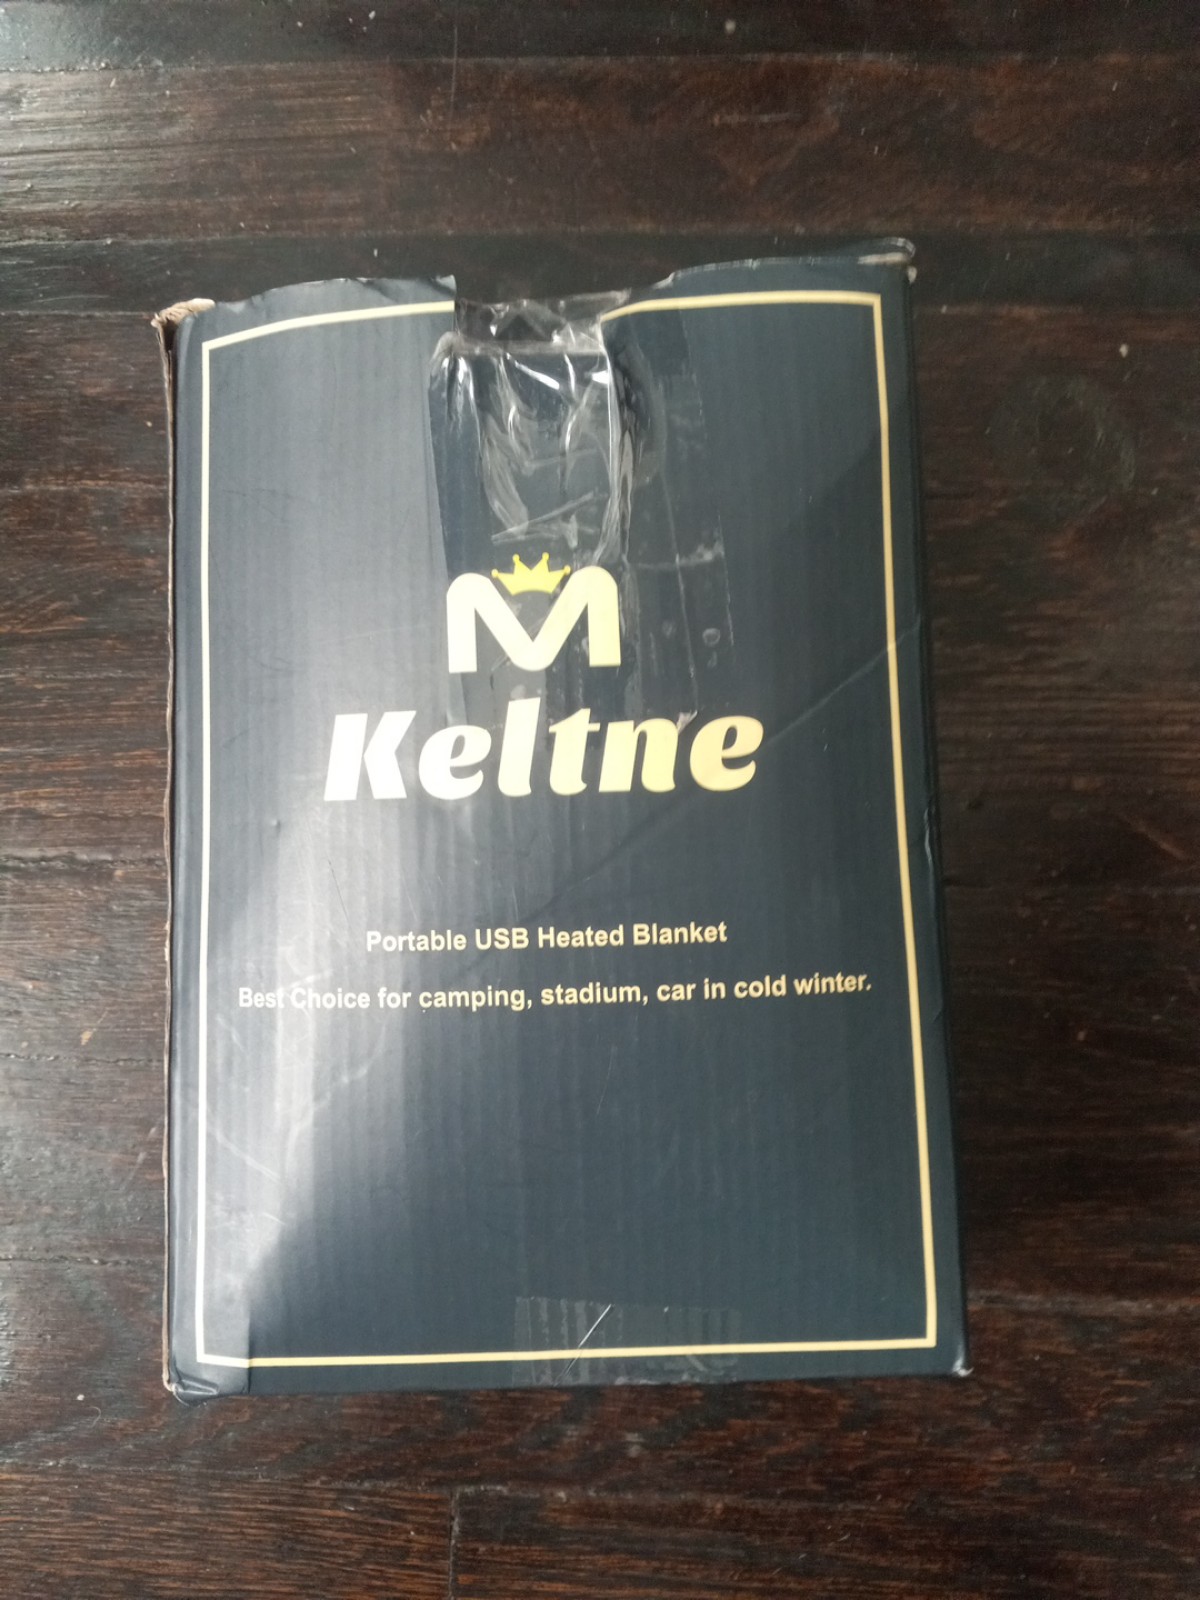 M
Keltne
Portable USB Heated Blanket
Best Choice for camping, stadium, car in cold winter.